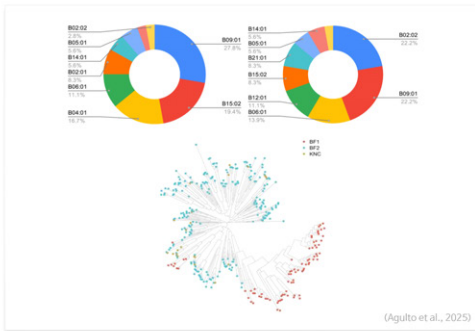 B02:02
2.8%
B05:01
5.6%
B14:01
5.6%
B02:01
8.3%
B06:01
11.1%
B04:01
16.7%
B09:01
27.8%
B15:02
19.4%
B14:01
5.6%
B05:01
5.6%
B21:01
8.3%
B15:02
8.3%
B12:01
11.1%
B06:01
13.9%
B02:02
22.2%
B09:01
22.2%
BF1
BF2
KNC
(Agulto et al., 2025)